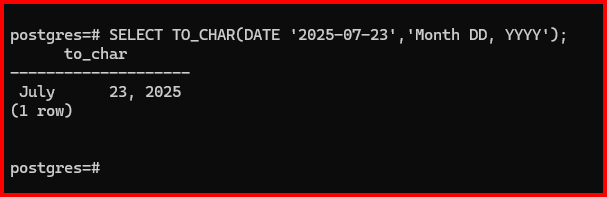 postgres=# SELECT TO_CHAR(DATE '2025-07-23','Month DD, YYYY');
      to_char
--------------------
 July      23, 2025
(1 row)
postgres=#